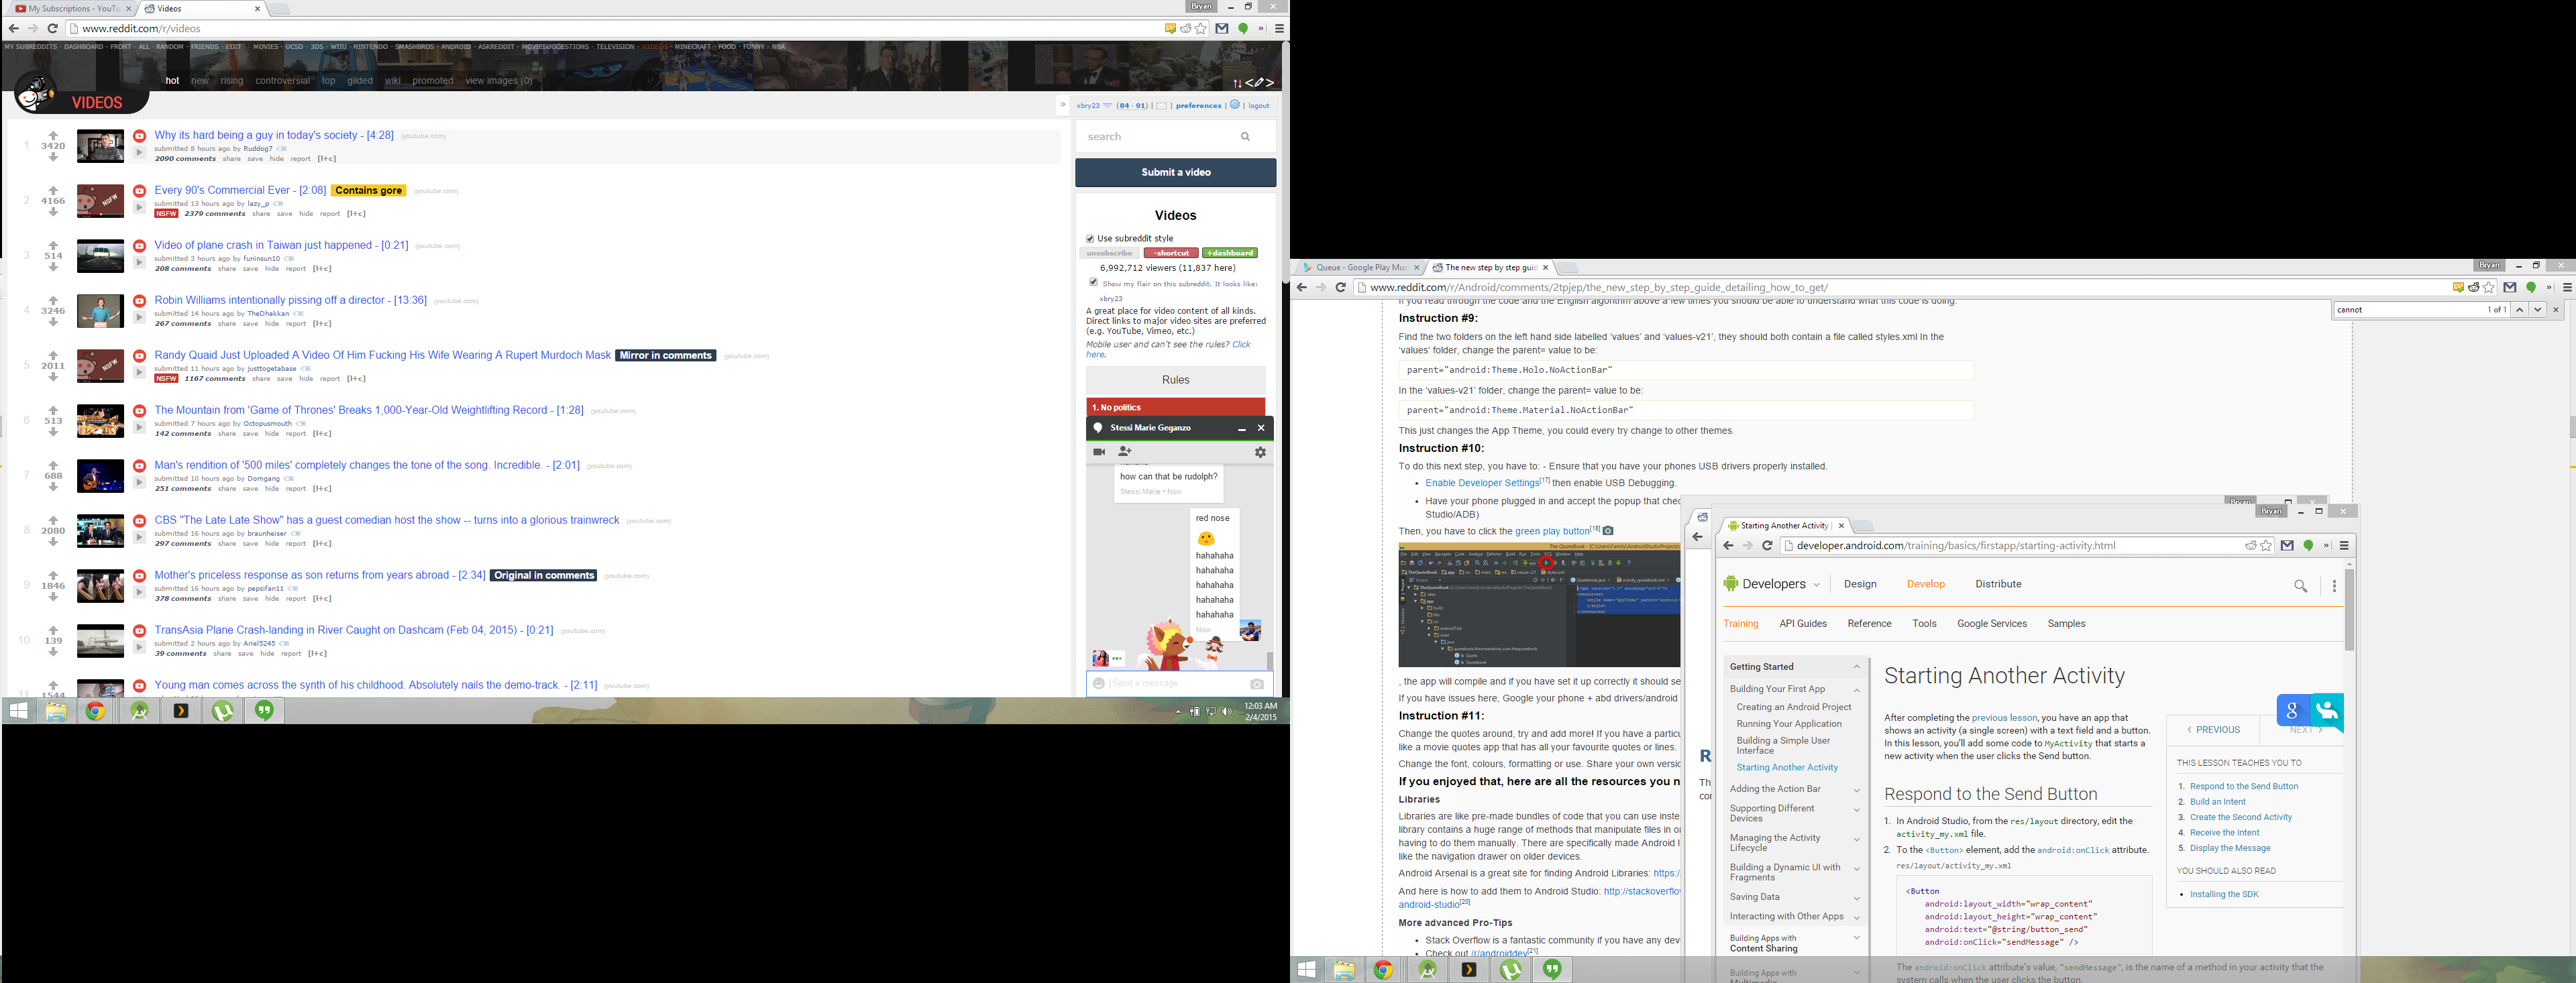 My Subscriptions - YouTu
Videos
Bryan
www.reddit.com/r/videos
MY SUBREDDITS - DASHBOARD - FRONT - ALL - RANDOM - FRIENDS - EDIT | MOVIES - UCSD - 3DS - WIIU - NINTENDO - SMASHBROS - ANDROID - ASKREDDIT - MOVIESUGGESTIONS - TELEVISION - VIDEOS - MINECRAFT - FOOD - FUNNY - NBA
hot new rising controversial top gilded wiki promoted view images (0)
VIDEOS
xbry23 (84 · 91) | | preferences | | logout
1 3420 Why its hard being a guy in today's society - [4:28] (youtube.com)
submitted 8 hours ago by Ruddog7
2090 comments share save hide report [l+c]
2 4166 Every 90's Commercial Ever - [2:08] Contains gore (youtube.com)
submitted 13 hours ago by lazy_p
NSFW 2379 comments share save hide report [l+c]
3 514 Video of plane crash in Taiwan just happened - [0:21] (youtube.com)
submitted 3 hours ago by funinsun10
208 comments share save hide report [l+c]
4 3246 Robin Williams intentionally pissing off a director - [13:36] (youtube.com)
submitted 14 hours ago by TheDhakkan
267 comments share save hide report [l+c]
5 2011 Randy Quaid Just Uploaded A Video Of Him Fucking His Wife Wearing A Rupert Murdoch Mask Mirror in comments (youtube.com)
submitted 11 hours ago by justtogetabase
NSFW 1167 comments share save hide report [l+c]
6 513 The Mountain from 'Game of Thrones' Breaks 1,000-Year-Old Weightlifting Record - [1:28] (youtube.com)
submitted 7 hours ago by Octopusmouth
142 comments share save hide report [l+c]
7 688 Man's rendition of '500 miles' completely changes the tone of the song. Incredible. - [2:01] (youtube.com)
submitted 10 hours ago by Domgang
251 comments share save hide report [l+c]
8 2080 CBS "The Late Late Show" has a guest comedian host the show -- turns into a glorious trainwreck (youtube.com)
submitted 16 hours ago by braunheiser
297 comments share save hide report [l+c]
9 1846 Mother's priceless response as son returns from years abroad - [2:34] Original in comments (youtube.com)
submitted 16 hours ago by pepsifan11
378 comments share save hide report [l+c]
10 139 TransAsia Plane Crash-landing in River Caught on Dashcam (Feb 04, 2015) - [0:21] (youtube.com)
submitted 2 hours ago by Ariel5245
39 comments share save hide report [l+c]
11 1544 Young man comes across the synth of his childhood. Absolutely nails the demo-track. - [2:11] (youtube.com)
search
Submit a video
Videos
Use subreddit style
unsubscribe -shortcut +dashboard
6,992,712 viewers (11,837 here)
Show my flair on this subreddit. It looks like:
xbry23
A great place for video content of all kinds.
Direct links to major video sites are preferred
(e.g. YouTube, Vimeo, etc.)
Mobile user and can't see the rules? Click
here.
Rules
1. No politics
Stessi Marie Geganzo
hahaha
how can that be rudolph?
Stessi Marie • Now
red nose
hahahaha
hahahaha
hahahaha
hahahaha
hahahaha
Now
Send a message...
12:03 AM
2/4/2015
Queue - Google Play Mus
The new step by step guid
Bryan
www.reddit.com/r/Android/comments/2tpjep/the_new_step_by_step_guide_detailing_how_to_get/
cannot 1 of 1
If you read through the code and the English algorithm above a few times you should be able to understand what this code is doing.
Instruction #9:
Find the two folders on the left hand side labelled 'values' and 'values-v21', they should both contain a file called styles.xml In the
'values' folder, change the parent= value to be:
parent="android:Theme.Holo.NoActionBar"
In the 'values-v21' folder, change the parent= value to be:
parent="android:Theme.Material.NoActionBar"
This just changes the App Theme, you could every try change to other themes.
Instruction #10:
To do this next step, you have to: - Ensure that you have your phones USB drivers properly installed.
• Enable Developer Settings[17] then enable USB Debugging.
• Have your phone plugged in and accept the popup that chec
Studio/ADB)
Then, you have to click the green play button[18]
, the app will compile and if you have set it up correctly it should se
If you have issues here, Google your phone + abd drivers/android
Instruction #11:
Change the quotes around, try and add more! If you have a particu
like a movie quotes app that has all your favourite quotes or lines.
Change the font, colours, formatting or use. Share your own versio
If you enjoyed that, here are all the resources you n
Libraries
Libraries are like pre-made bundles of code that you can use inste
library contains a huge range of methods that manipulate files in o
having to do them manually. There are specifically made Android l
like the navigation drawer on older devices.
Android Arsenal is a great site for finding Android Libraries: https:/
And here is how to add them to Android Studio: http://stackoverflov
android-studio[20]
More advanced Pro-Tips
• Stack Overflow is a fantastic community if you have any dev
• Check out /r/androiddev[21]
Bryan
R
Th
cor
Starting Another Activity |
Bryan
developer.android.com/training/basics/firstapp/starting-activity.html
Developers Design Develop Distribute
Training API Guides Reference Tools Google Services Samples
Getting Started
Building Your First App
Creating an Android Project
Running Your Application
Building a Simple User
Interface
Starting Another Activity
Adding the Action Bar
Supporting Different
Devices
Managing the Activity
Lifecycle
Building a Dynamic UI with
Fragments
Saving Data
Interacting with Other Apps
Building Apps with
Content Sharing
Building Apps with
Multimedia
Starting Another Activity
After completing the previous lesson, you have an app that
shows an activity (a single screen) with a text field and a button.
In this lesson, you'll add some code to MyActivity that starts a
new activity when the user clicks the Send button.
Respond to the Send Button
1. In Android Studio, from the res/layout directory, edit the
activity_my.xml file.
2. To the <Button> element, add the android:onClick attribute.
res/layout/activity_my.xml
<Button
android:layout_width="wrap_content"
android:layout_height="wrap_content"
android:text="@string/button_send"
android:onClick="sendMessage" />
The android:onClick attribute's value, "sendMessage", is the name of a method in your activity that the
system calls when the user clicks the button.
PREVIOUS NEXT
THIS LESSON TEACHES YOU TO
1. Respond to the Send Button
2. Build an Intent
3. Create the Second Activity
4. Receive the Intent
5. Display the Message
YOU SHOULD ALSO READ
• Installing the SDK